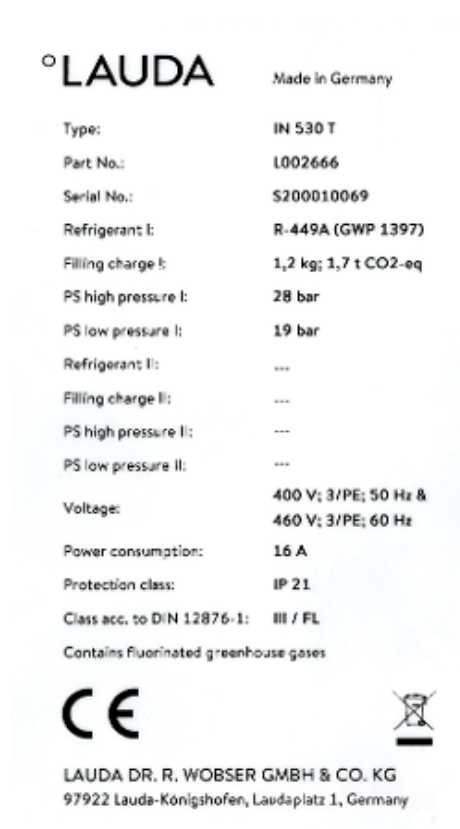 °LAUDA Made in Germany
Type: IN 530 T
Part No.: L002666
Serial No.: S200010069
Refrigerant I: R-449A (GWP 1397)
Filling charge I: 1,2 kg; 1,7 t CO2-eq
PS high pressure I: 28 bar
PS low pressure I: 19 bar
Refrigerant II: ---
Filling charge II: ---
PS high pressure II: ---
PS low pressure II: ---
Voltage: 400 V; 3/PE; 50 Hz &
460 V; 3/PE; 60 Hz
Power consumption: 16 A
Protection class: IP 21
Class acc. to DIN 12876-1: III / FL
Contains fluorinated greenhouse gases
CE
LAUDA DR. R. WOBSER GMBH & CO. KG
97922 Lauda-Königshofen, Laudaplatz 1, Germany